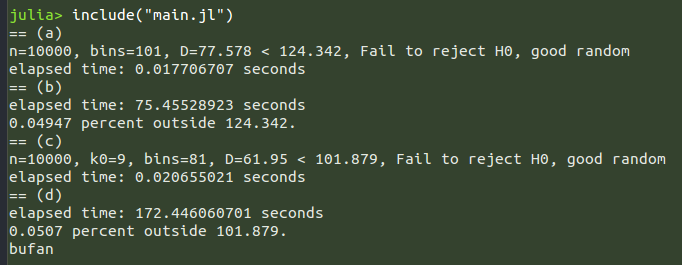 julia> include("main.jl")
== (a)
n=10000, bins=101, D=77.578 < 124.342, Fail to reject H0, good random
elapsed time: 0.017706707 seconds
== (b)
elapsed time: 75.45528923 seconds
0.04947 percent outside 124.342.
== (c)
n=10000, k0=9, bins=81, D=61.95 < 101.879, Fail to reject H0, good random
elapsed time: 0.020655021 seconds
== (d)
elapsed time: 172.446060701 seconds
0.0507 percent outside 101.879.
bufan